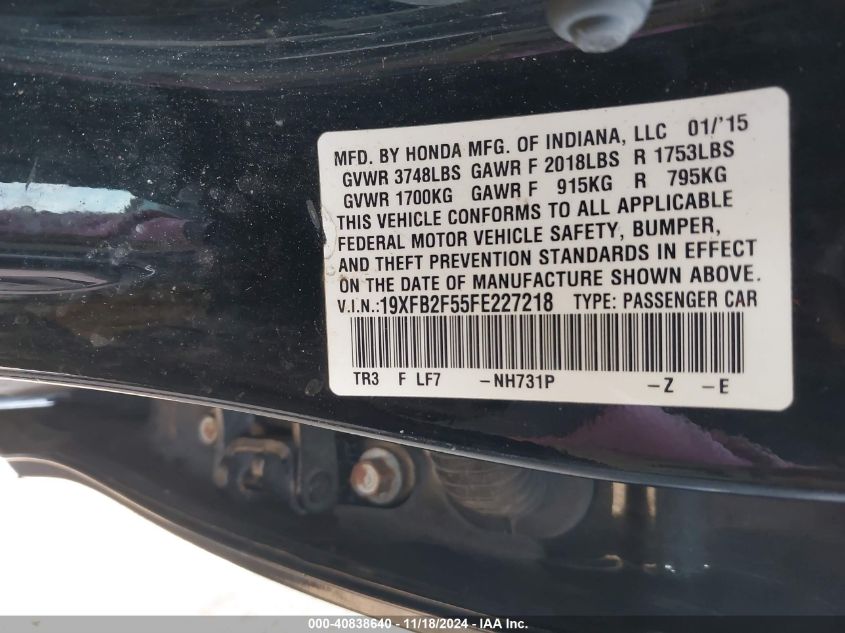 MFD. BY HONDA MFG. OF INDIANA, LLC 01/'15
GVWR 3748LBS GAWR F 2018LBS R 1753LBS
GVWR 1700KG GAWR F 915KG R 795KG
THIS VEHICLE CONFORMS TO ALL APPLICABLE
FEDERAL MOTOR VEHICLE SAFETY, BUMPER,
AND THEFT PREVENTION STANDARDS IN EFFECT
ON THE DATE OF MANUFACTURE SHOWN ABOVE.
V.I.N.:19XFB2F55FE227218 TYPE: PASSENGER CAR
TR3 F LF7 -NH731P -Z -E
000-40838640 - 11/18/2024 - IAA Inc.